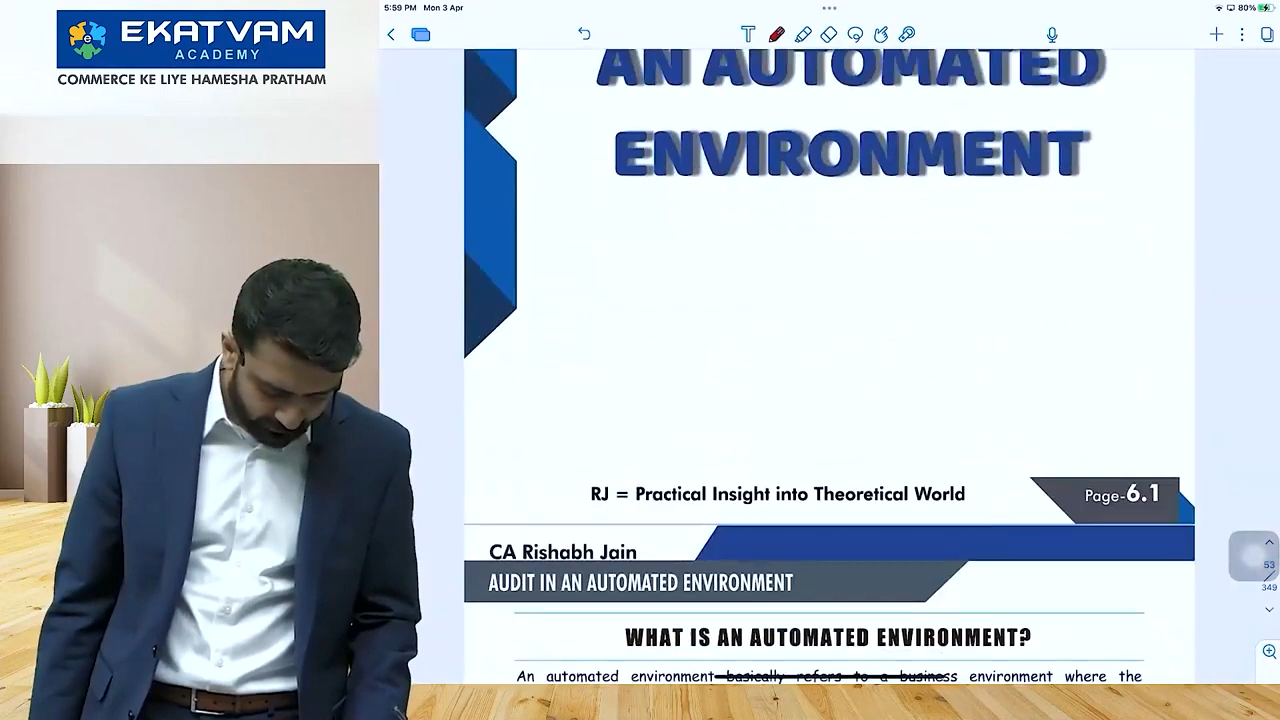 EKATVAM
ACADEMY
COMMERCE KE LIYE HAMESHA PRATHAM
5:59 PM Mon 3 Apr
80%
T
AN AUTOMATED
ENVIRONMENT
RJ = Practical Insight into Theoretical World
Page-6.1
CA Rishabh Jain
53
349
AUDIT IN AN AUTOMATED ENVIRONMENT
WHAT IS AN AUTOMATED ENVIRONMENT?
An automated environment basically refers to a business environment where the